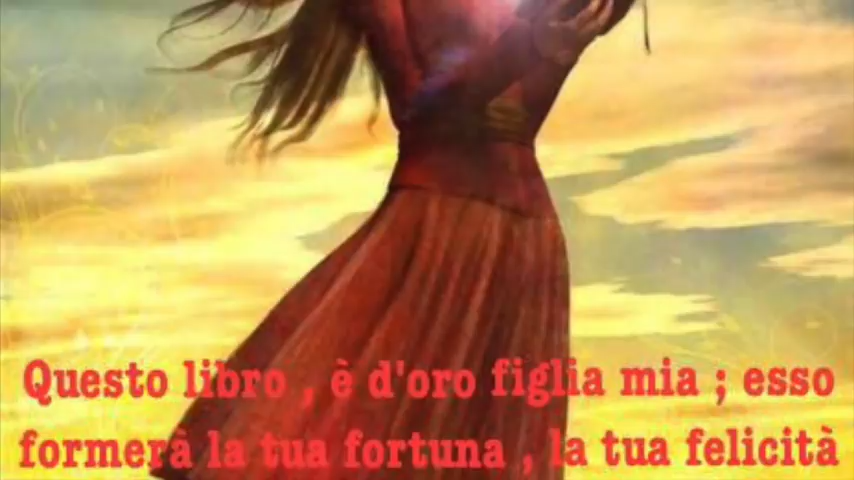 Questo libro , è d'oro figlia mia ; esso
formerà la tua fortuna , la tua felicità